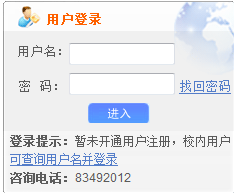 用户登录
用户名：
密 码： 找回密码
进入
登录提示：暂未开通用户注册，校内用户
可查询用户名并登录
咨询电话：83492012